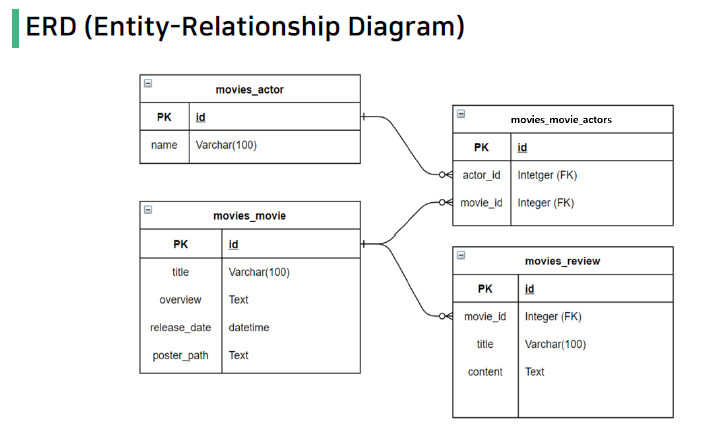 ERD (Entity-Relationship Diagram)
movies_actor
PK id
name Varchar(100)
movies_movie_actors
PK id
actor_id Intetger (FK)
movie_id Integer (FK)
movies_movie
PK id
title Varchar(100)
overview Text
release_date datetime
poster_path Text
movies_review
PK id
movie_id Integer (FK)
title Varchar(100)
content Text